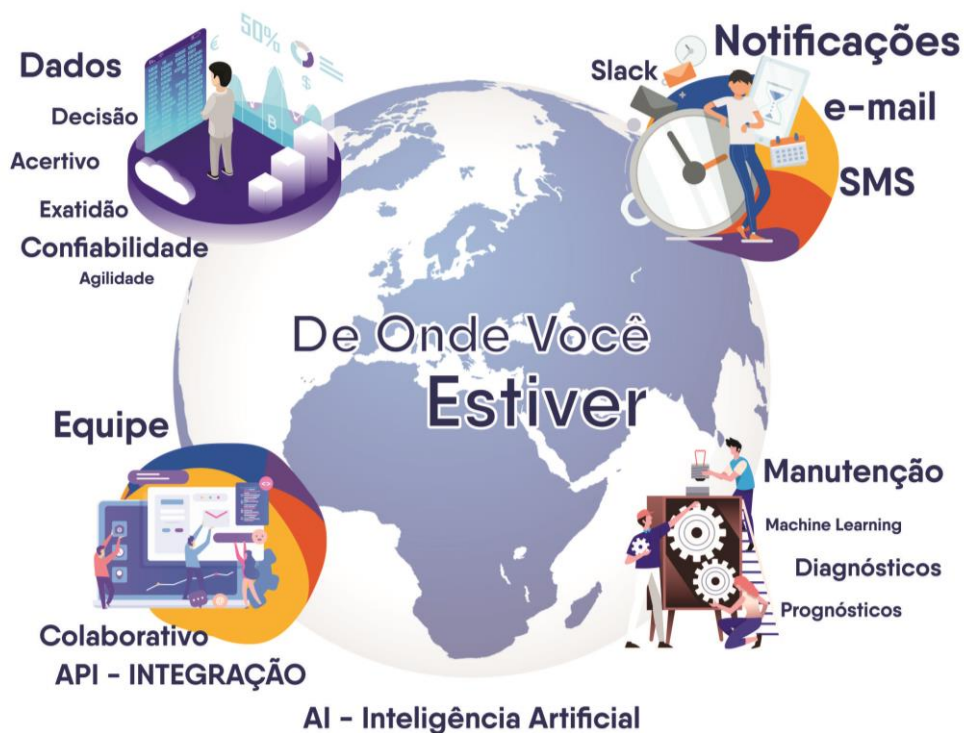 Dados
Decisão
Acertivo
Exatidão
Confiabilidade
Agilidade
50%
€
$
B
Notificações
Slack
e-mail
SMS
De Onde Você
Estiver
Equipe
Colaborativo
API - INTEGRAÇÃO
Manutenção
Machine Learning
Diagnósticos
Prognósticos
AI - Inteligência Artificial